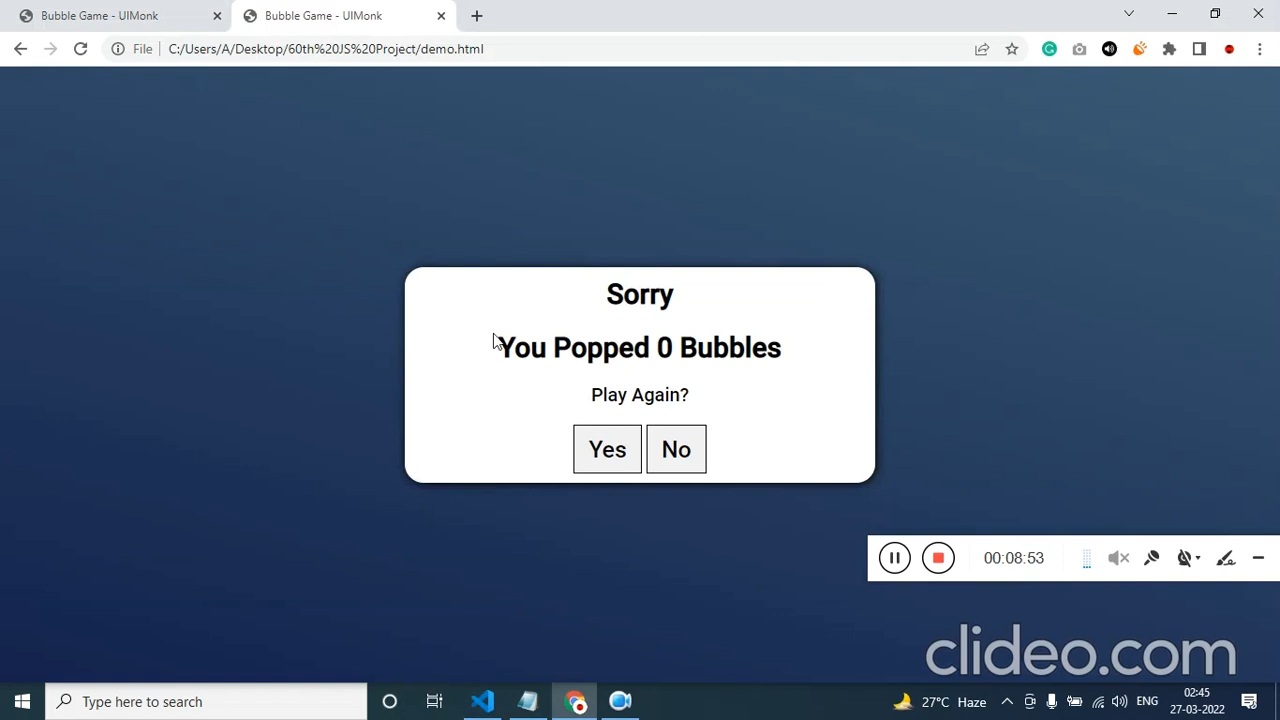 Bubble Game - UIMonk
Bubble Game - UIMonk
File
C:/Users/A/Desktop/60th%20JS%20Project/demo.html
Sorry
You Popped 0 Bubbles
Play Again?
Yes
No
00:08:53
clideo.com
Type here to search
27°C Haze
ENG
02:45
27-03-2022